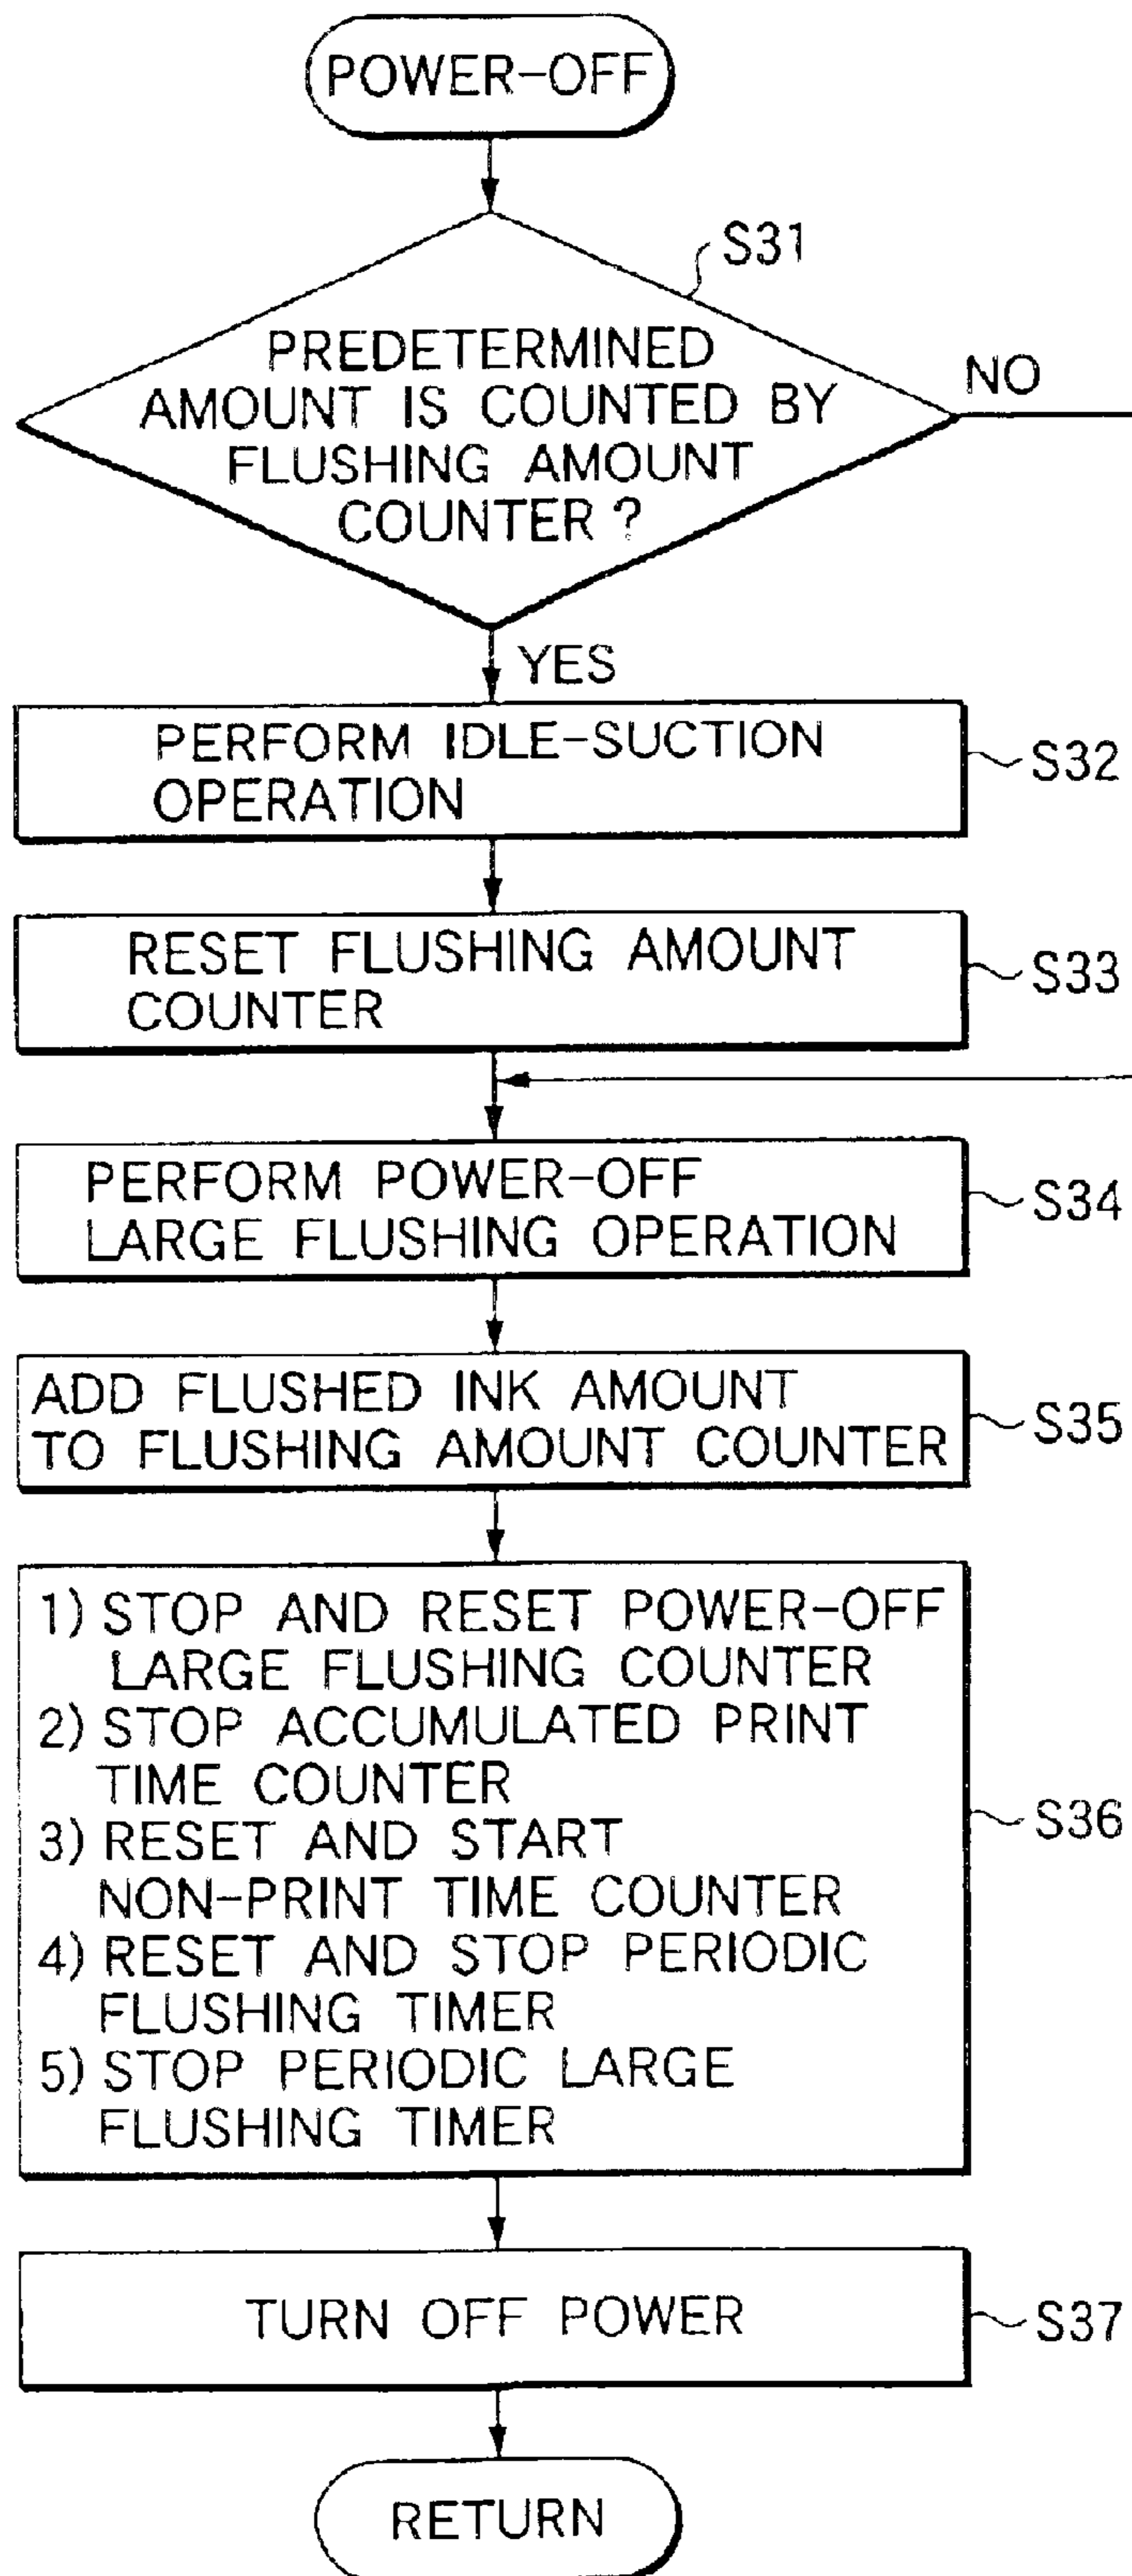 POWER-OFF
S31
PREDETERMINED
AMOUNT IS COUNTED BY
FLUSHING AMOUNT
COUNTER ?
NO
YES
PERFORM IDLE-SUCTION
OPERATION
S32
RESET FLUSHING AMOUNT
COUNTER
S33
PERFORM POWER-OFF
LARGE FLUSHING OPERATION
S34
ADD FLUSHED INK AMOUNT
TO FLUSHING AMOUNT COUNTER
S35
1) STOP AND RESET POWER-OFF
LARGE FLUSHING COUNTER
2) STOP ACCUMULATED PRINT
TIME COUNTER
3) RESET AND START
NON-PRINT TIME COUNTER
4) RESET AND STOP PERIODIC
FLUSHING TIMER
5) STOP PERIODIC LARGE
FLUSHING TIMER
S36
TURN OFF POWER
S37
RETURN